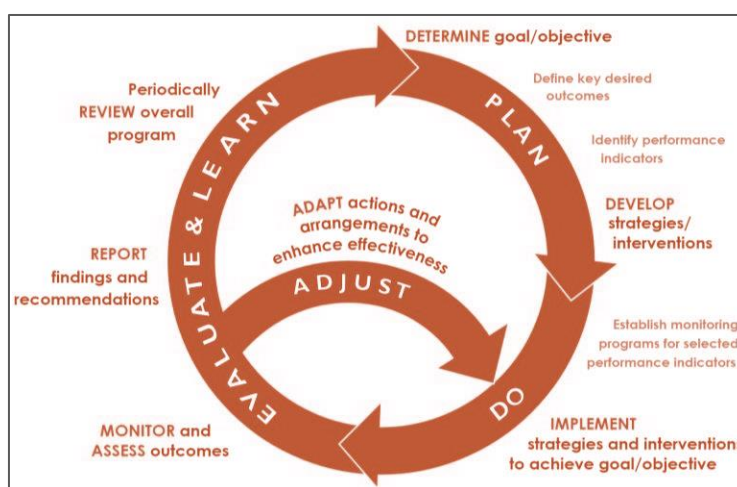 DETERMINE goal/objective
PLAN
Define key desired
outcomes
Identify performance
indicators
DEVELOP
strategies/
interventions
Establish monitoring
programs for selected
performance indicators
DO
IMPLEMENT
strategies and interventions
to achieve goal/objective
EVALUATE & LEARN
MONITOR and
ASSESS outcomes
REPORT
findings and
recommendations
Periodically
REVIEW overall
program
ADAPT actions and
arrangements to
enhance effectiveness
ADJUST